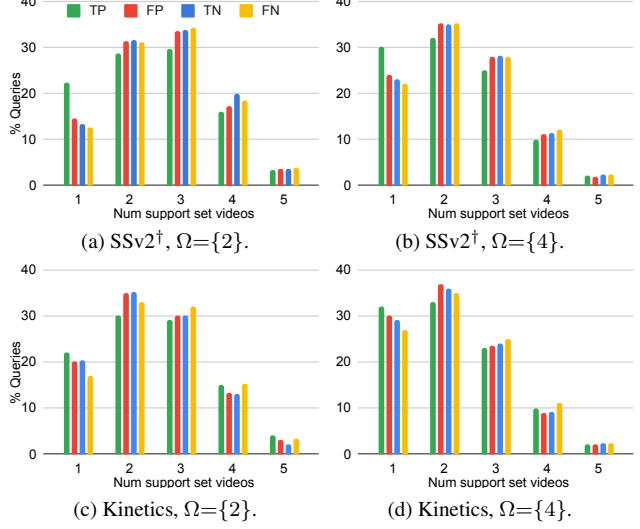 40
TP FP TN FN
30
20
10
0
% Queries
1 2 3 4 5
Num support set videos
(a) SSv2†, Ω={2}.
40
30
20
10
0
1 2 3 4 5
Num support set videos
(b) SSv2†, Ω={4}.
40
30
20
10
0
% Queries
1 2 3 4 5
Num support set videos
(c) Kinetics, Ω={2}.
40
30
20
10
0
1 2 3 4 5
Num support set videos
(d) Kinetics, Ω={4}.